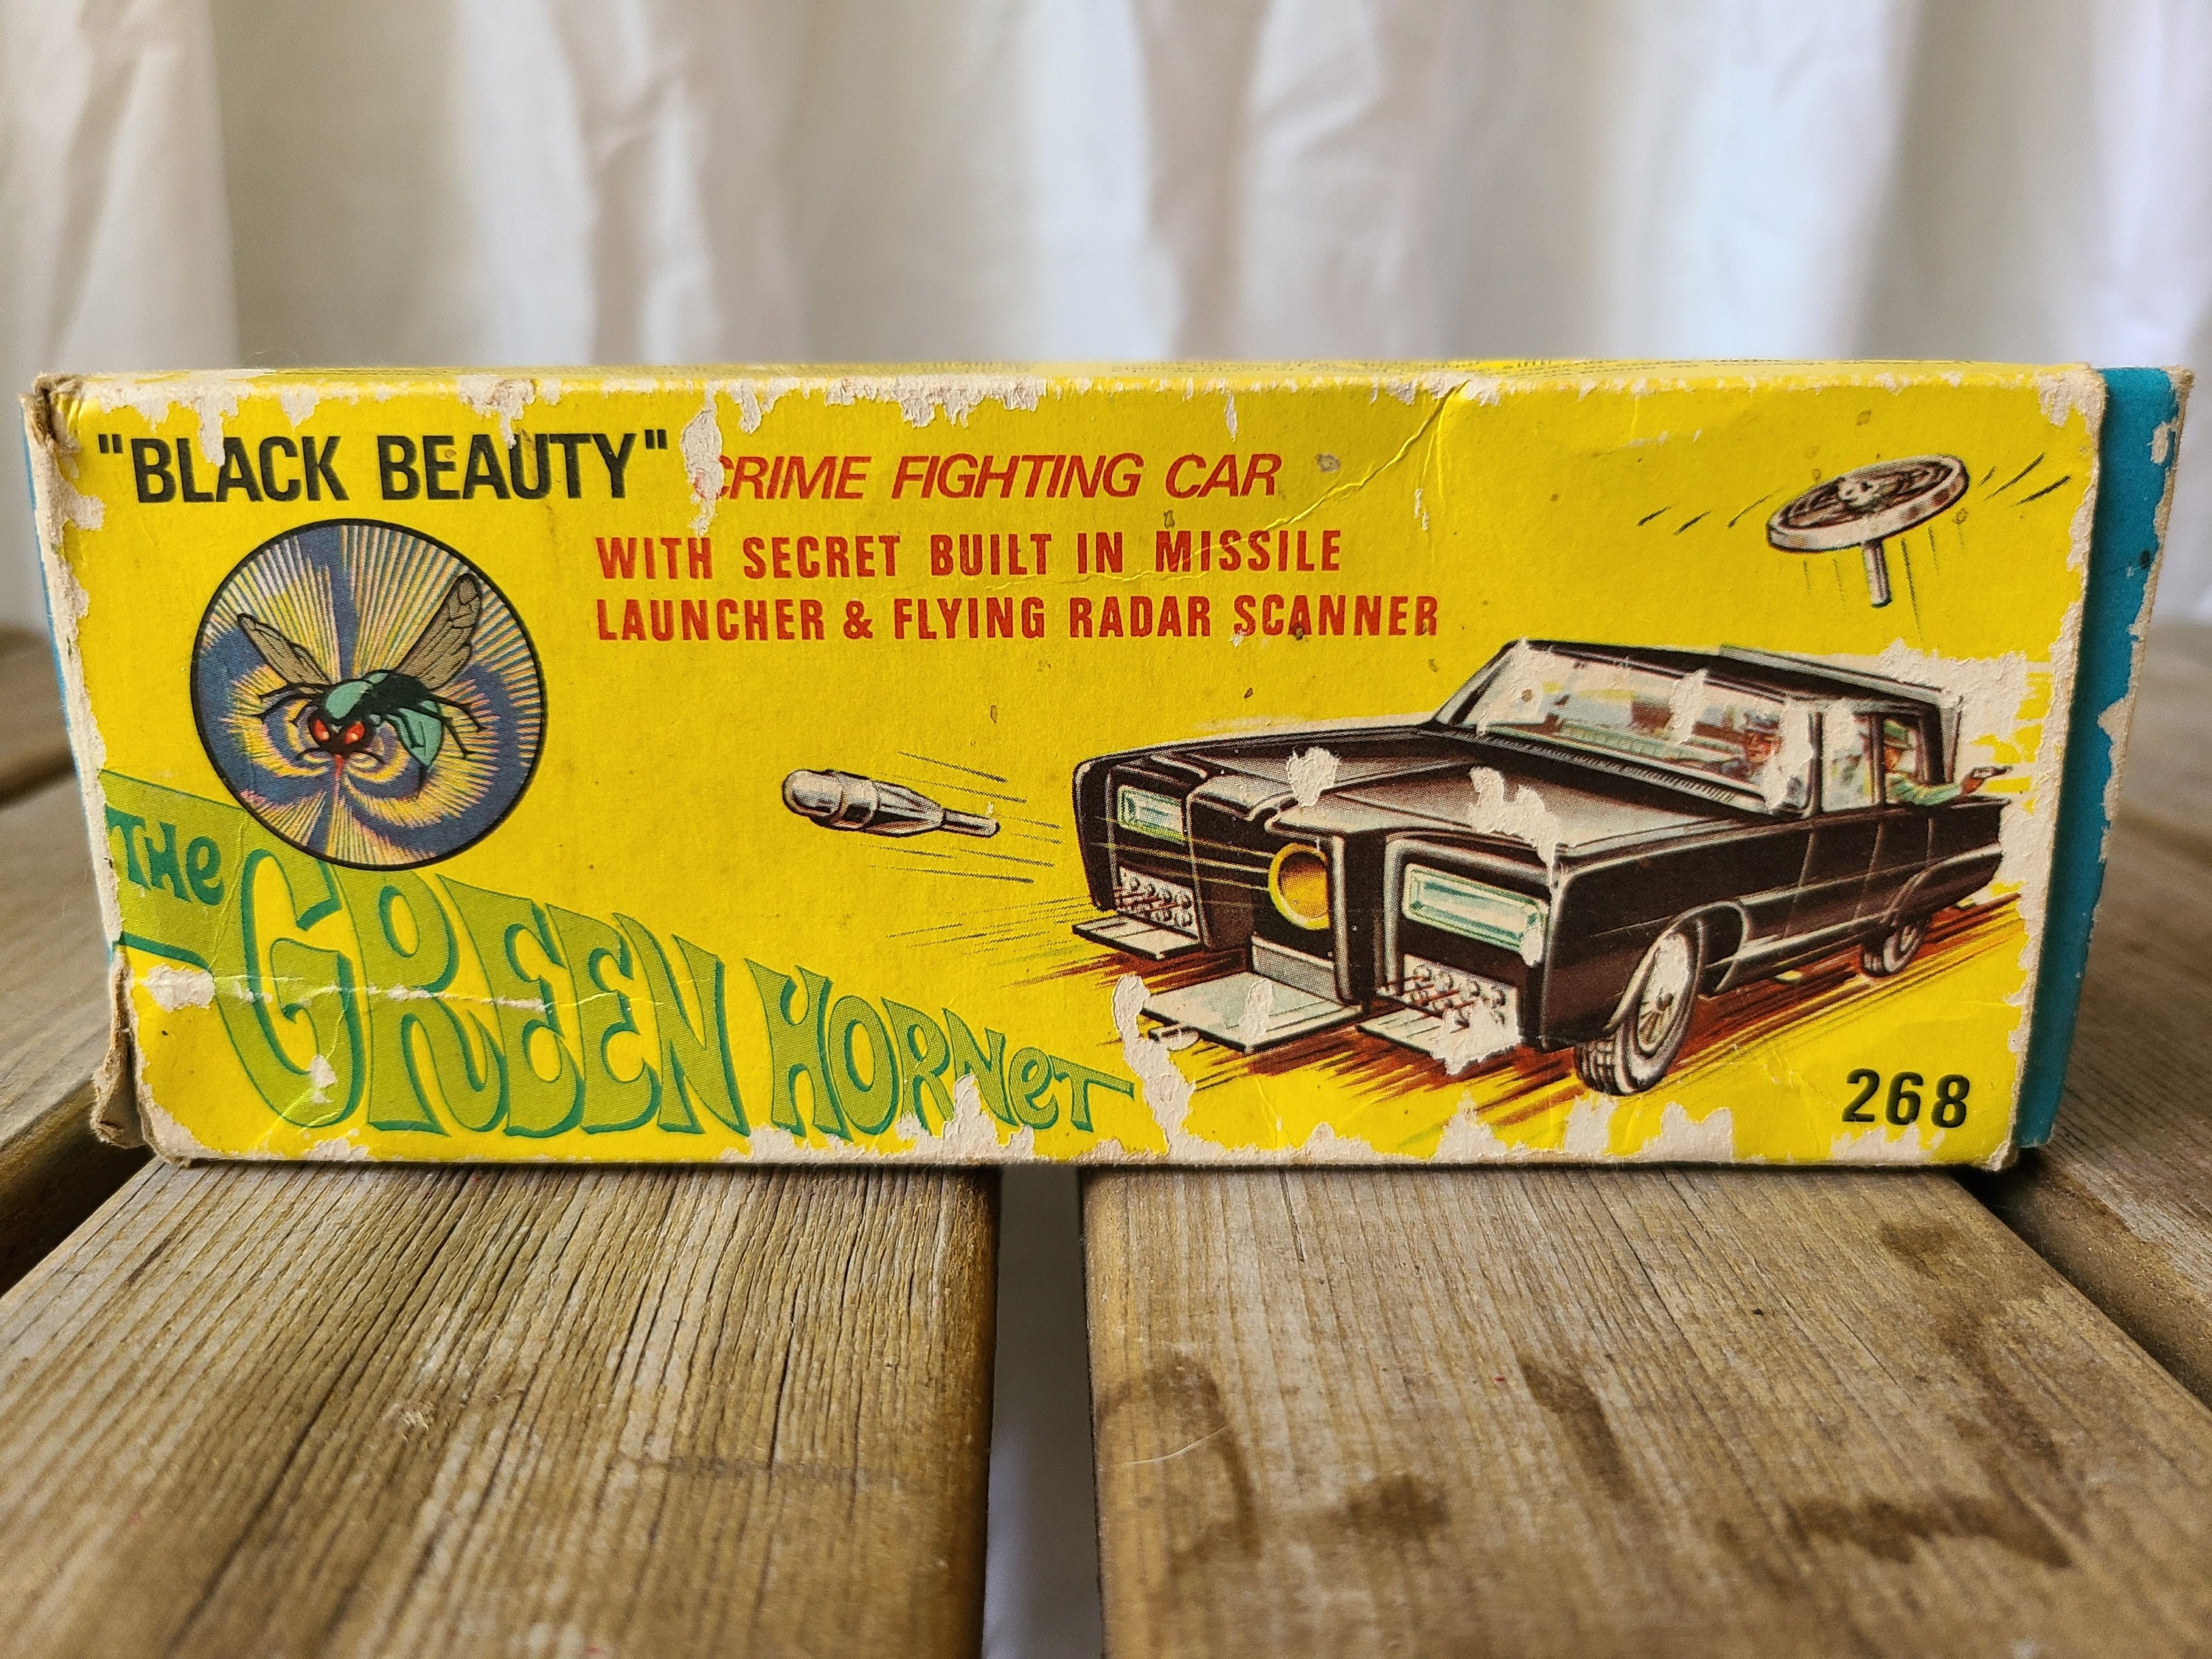 "BLACK BEAUTY" CRIME FIGHTING CAR
WITH SECRET BUILT IN MISSILE
LAUNCHER & FLYING RADAR SCANNER
THe
GREEN HORNeT
268